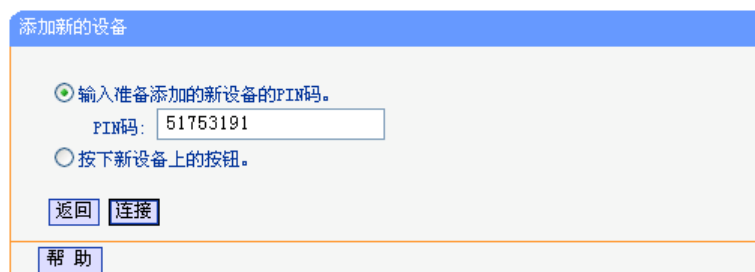 添加新的设备
输入准备添加的新设备的PIN码。
PIN码: 51753191
按下新设备上的按钮。
返回 连接
帮 助